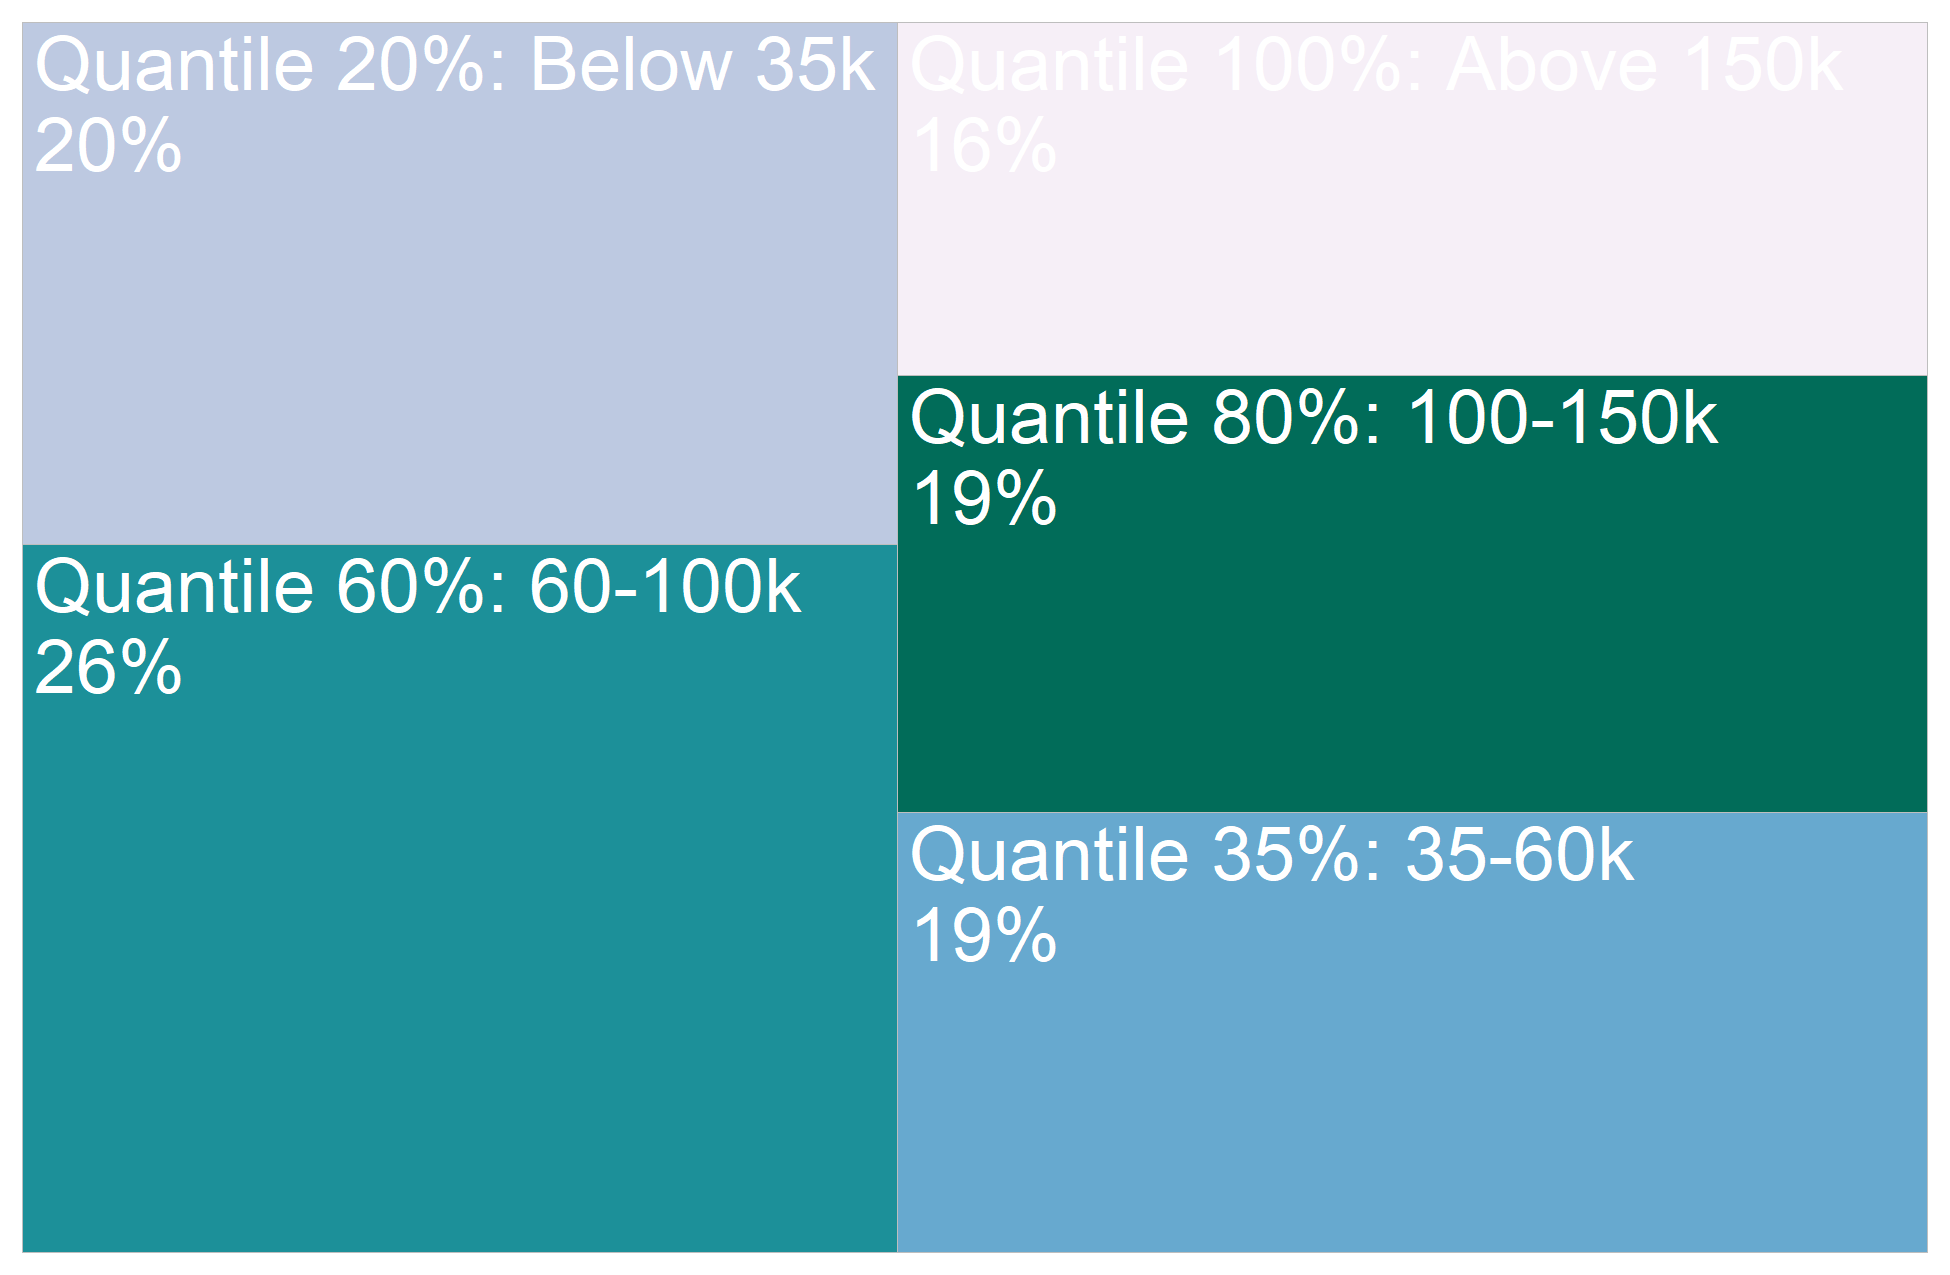 Quantile 20%: Below 35k
20%
Quantile 60%: 60-100k
26%
Quantile 100%: Above 150k
16%
Quantile 80%: 100-150k
19%
Quantile 35%: 35-60k
19%